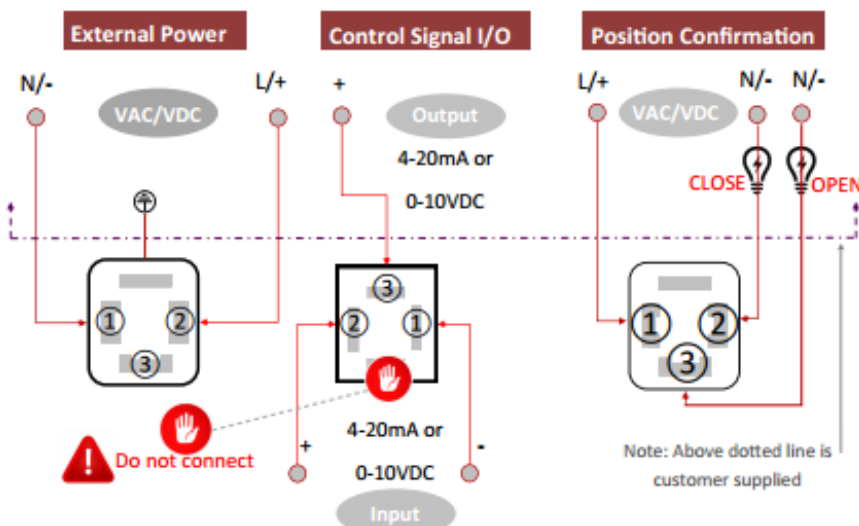 External Power
Control Signal I/O
Position Confirmation
N/-
L/+
+
L/+
N/-
N/-
VAC/VDC
Output
VAC/VDC
4-20mA or
0-10VDC
CLOSE
OPEN
1
2
3
3
2
1
1
2
3
Do not connect
+
4-20mA or
0-10VDC
-
Input
Note: Above dotted line is
customer supplied